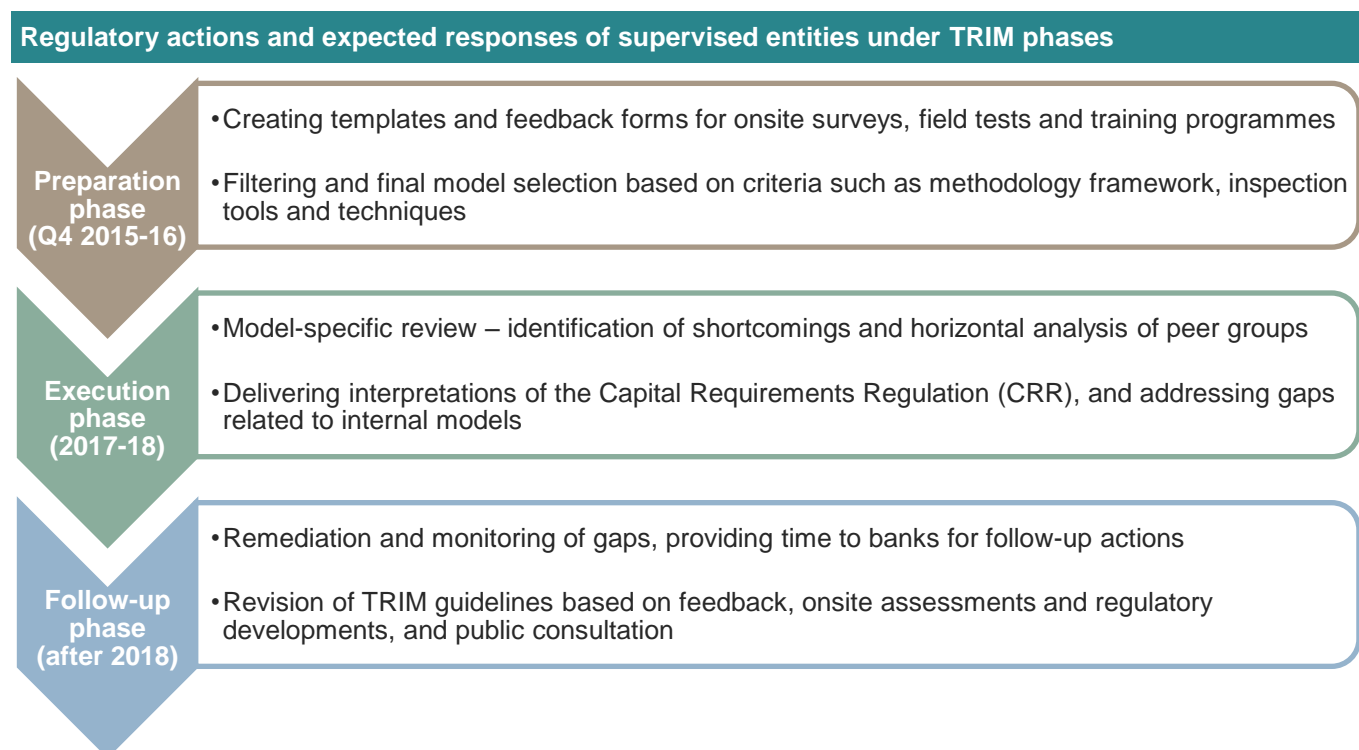 Regulatory actions and expected responses of supervised entities under TRIM phases
Preparation
phase
(Q4 2015-16)
•Creating templates and feedback forms for onsite surveys, field tests and training programmes
•Filtering and final model selection based on criteria such as methodology framework, inspection
tools and techniques
Execution
phase
(2017-18)
•Model-specific review – identification of shortcomings and horizontal analysis of peer groups
•Delivering interpretations of the Capital Requirements Regulation (CRR), and addressing gaps
related to internal models
Follow-up
phase
(after 2018)
•Remediation and monitoring of gaps, providing time to banks for follow-up actions
•Revision of TRIM guidelines based on feedback, onsite assessments and regulatory
developments, and public consultation